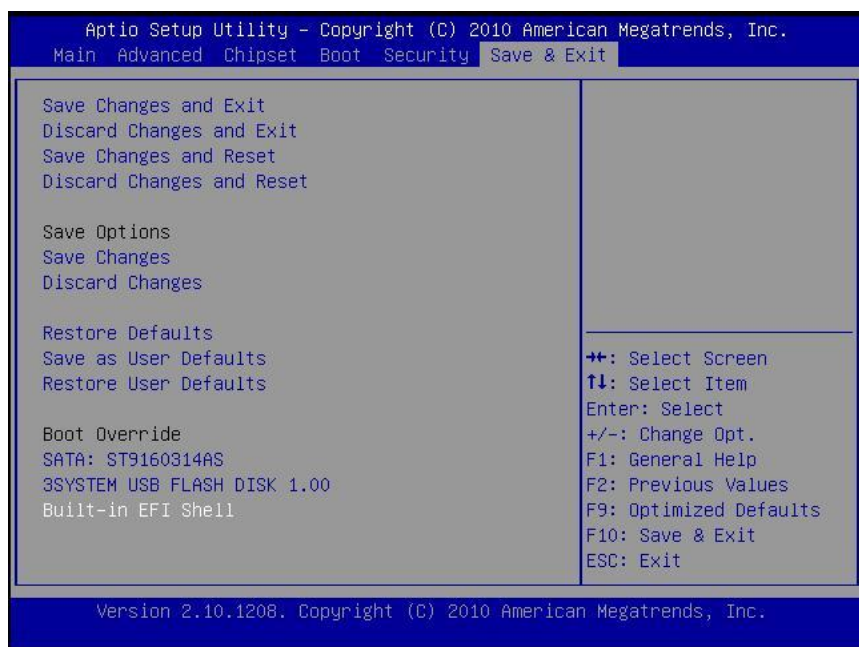 Aptio Setup Utility – Copyright (C) 2010 American Megatrends, Inc.
Main Advanced Chipset Boot Security Save & Exit
Save Changes and Exit
Discard Changes and Exit
Save Changes and Reset
Discard Changes and Reset
Save Options
Save Changes
Discard Changes
Restore Defaults
Save as User Defaults
Restore User Defaults
Boot Override
SATA: ST9160314AS
3SYSTEM USB FLASH DISK 1.00
Built-in EFI Shell
→←: Select Screen
↑↓: Select Item
Enter: Select
+/-: Change Opt.
F1: General Help
F2: Previous Values
F9: Optimized Defaults
F10: Save & Exit
ESC: Exit
Version 2.10.1208. Copyright (C) 2010 American Megatrends, Inc.